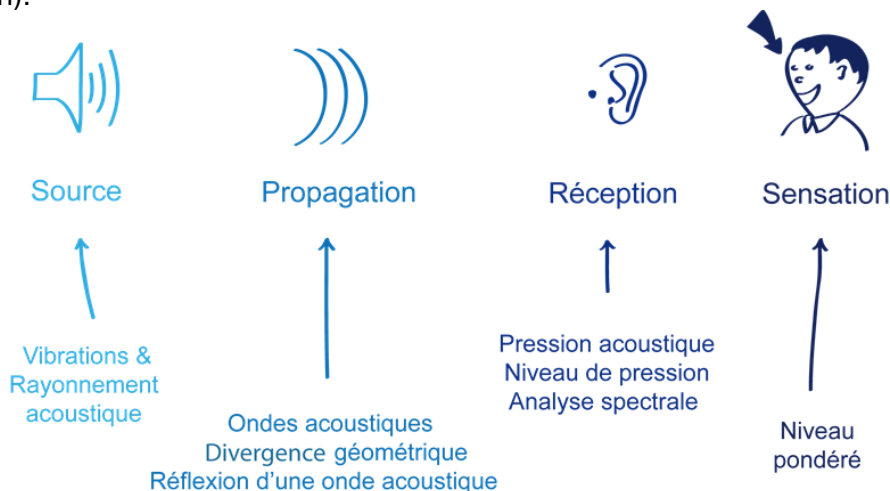 n).
Source
Propagation
Réception
Sensation
Vibrations &
Rayonnement
acoustique
Ondes acoustiques
Divergence géométrique
Réflexion d'une onde acoustique
Pression acoustique
Niveau de pression
Analyse spectrale
Niveau
pondéré